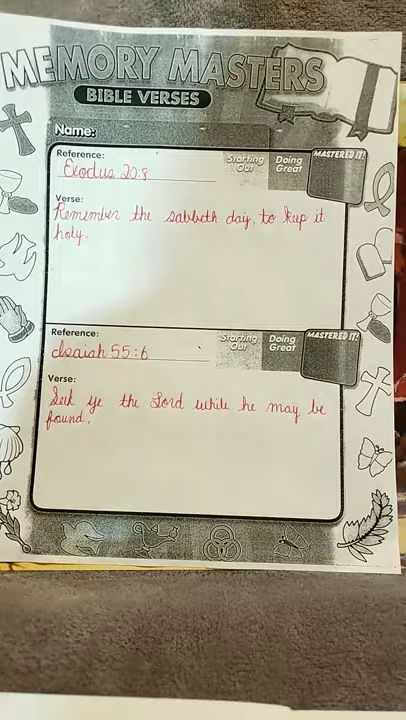 MEMORY MASTERS
BIBLE VERSES
Name:
Reference:
Exodus 20:8
Starting Out
Doing Great
MASTERED IT!
Verse:
Remember the sabbeth day, to keep it
holy.
Reference:
Isaiah 55:6
Starting Out
Doing Great
MASTERED IT!
Verse:
Seek ye the Lord while he may be
found.